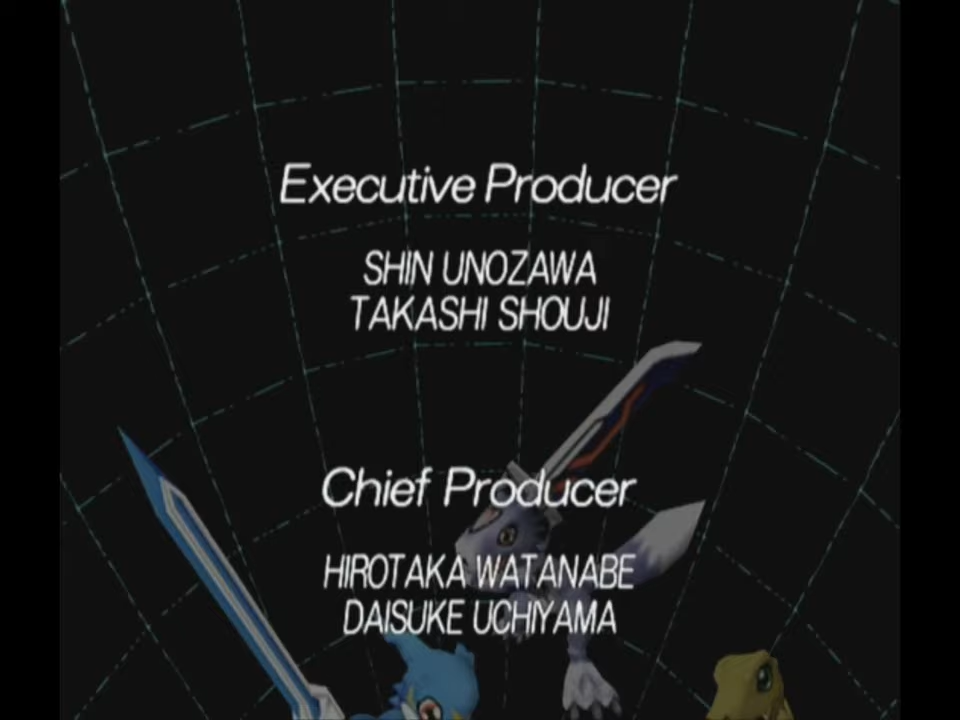 Executive Producer
SHIN UNOZAWA
TAKASHI SHOUJI
Chief Producer
HIROTAKA WATANABE
DAISUKE UCHIYAMA